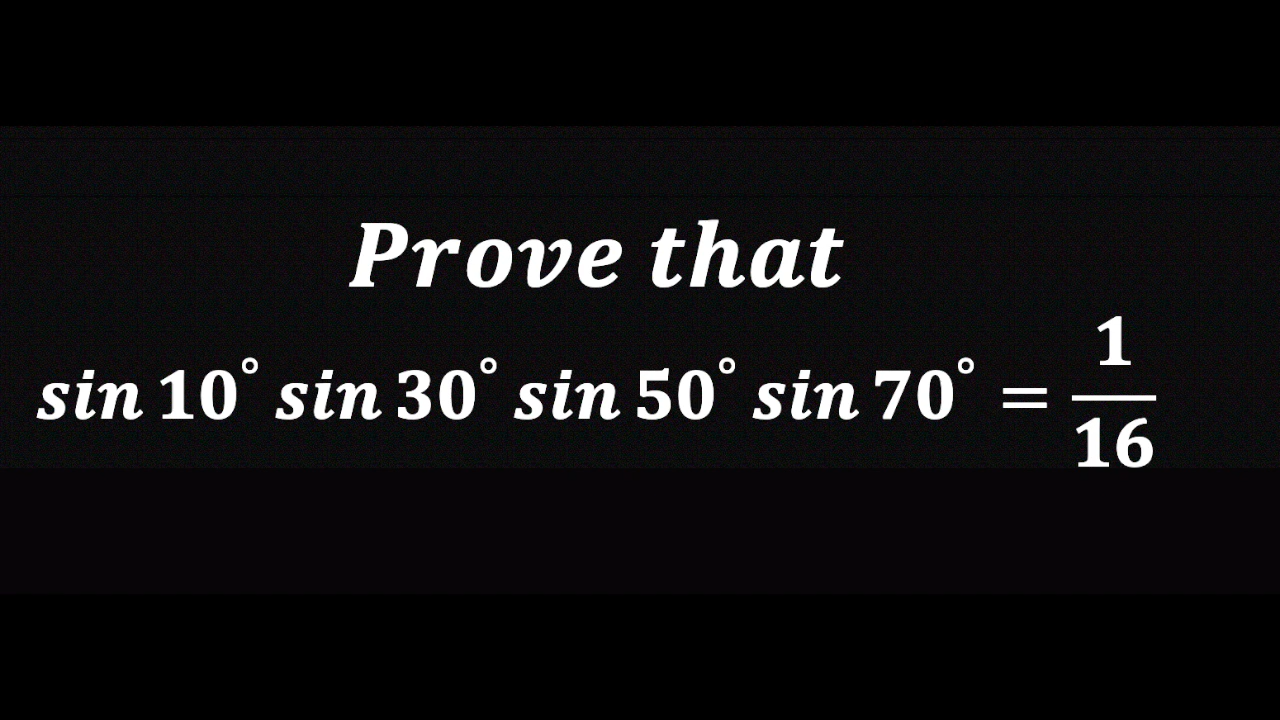 Prove that
sin 10° sin 30° sin 50° sin 70° = 1/16